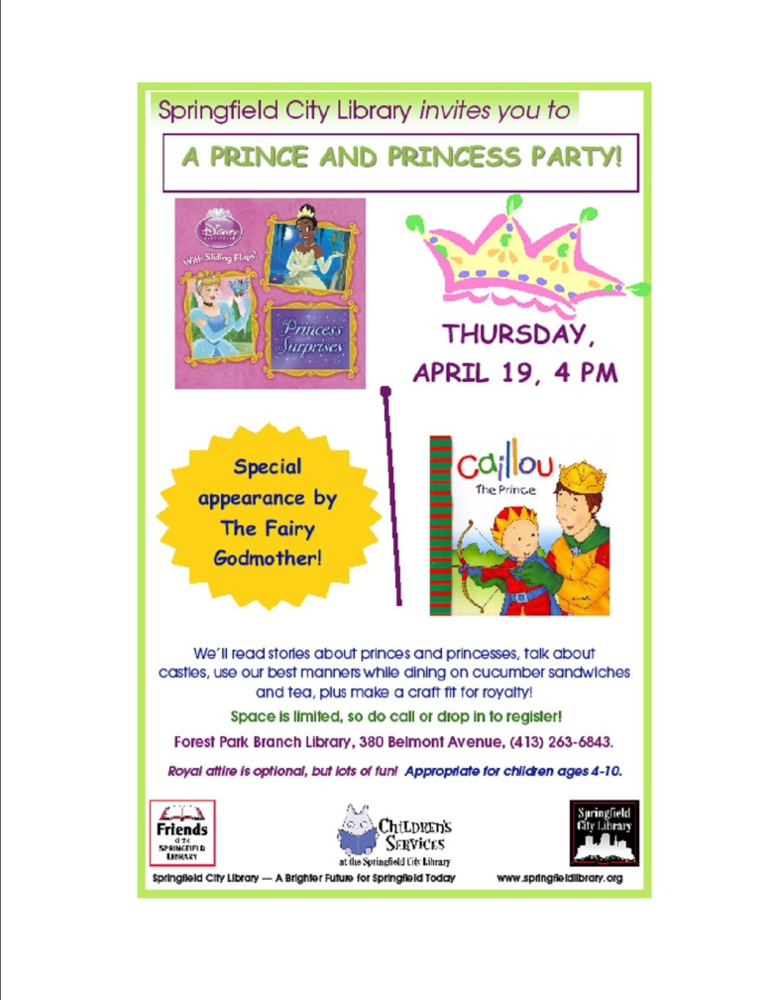 Springfield City Library invites you to
A PRINCE AND PRINCESS PARTY!
Disney
With Sliding Flaps!
Princess
Surprises
THURSDAY,
APRIL 19, 4 PM
Special
appearance by
The Fairy
Godmother!
Caillou
The Prince
We'll read stories about princes and princesses, talk about
castles, use our best manners while dining on cucumber sandwiches
and tea, plus make a craft fit for royalty!
Space is limited, so do call or drop in to register!
Forest Park Branch Library, 380 Belmont Avenue, (413) 263-6843.
Royal attire is optional, but lots of fun! Appropriate for children ages 4-10.
Friends
of the
SPRINGFIELD
LIBRARY
CHILDREN'S
SERVICES
at the Springfield City Library
Springfield
City Library
Springfield City Library — A Brighter Future for Springfield Today
www.springfieldlibrary.org